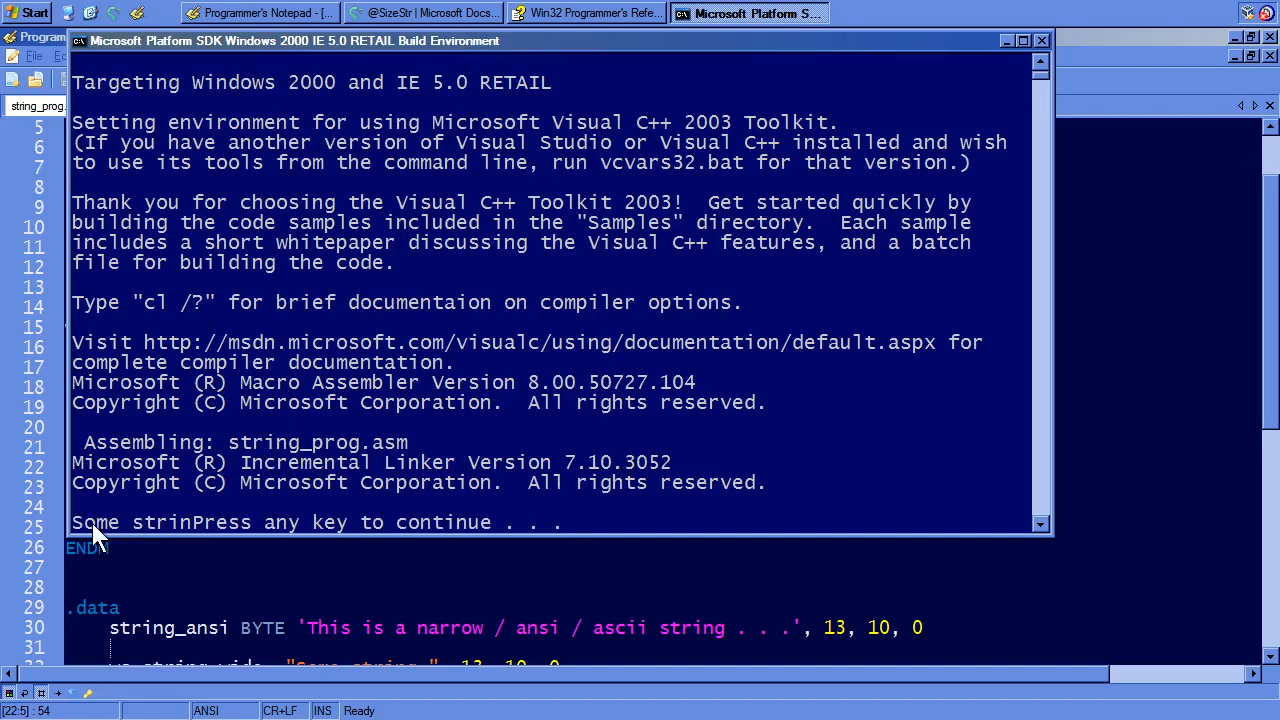 Start
Programmer's Notepad - [...
@SizeStr | Microsoft Docs...
Win32 Programmer's Refe...
Microsoft Platform S...
Program
File
string_prog.
Microsoft Platform SDK Windows 2000 IE 5.0 RETAIL Build Environment
Targeting Windows 2000 and IE 5.0 RETAIL
Setting environment for using Microsoft Visual C++ 2003 Toolkit.
(If you have another version of Visual Studio or Visual C++ installed and wish
to use its tools from the command line, run vcvars32.bat for that version.)
Thank you for choosing the Visual C++ Toolkit 2003!  Get started quickly by
building the code samples included in the "Samples" directory.  Each sample
includes a short whitepaper discussing the Visual C++ features, and a batch
file for building the code.
Type "cl /?" for brief documentaion on compiler options.
Visit http://msdn.microsoft.com/visualc/using/documentation/default.aspx for
complete compiler documentation.
Microsoft (R) Macro Assembler Version 8.00.50727.104
Copyright (C) Microsoft Corporation.  All rights reserved.
Assembling: string_prog.asm
Microsoft (R) Incremental Linker Version 7.10.3052
Copyright (C) Microsoft Corporation.  All rights reserved.
Some strinPress any key to continue . . .
5
6
7
8
9
10
11
12
13
14
15
16
17
18
19
20
21
22
23
24
25
26
27
28
29 .data
30 string_ansi BYTE 'This is a narrow / ansi / ascii string . . .', 13, 10, 0
31
[22:5] : 54
ANSI
CR+LF
INS
Ready